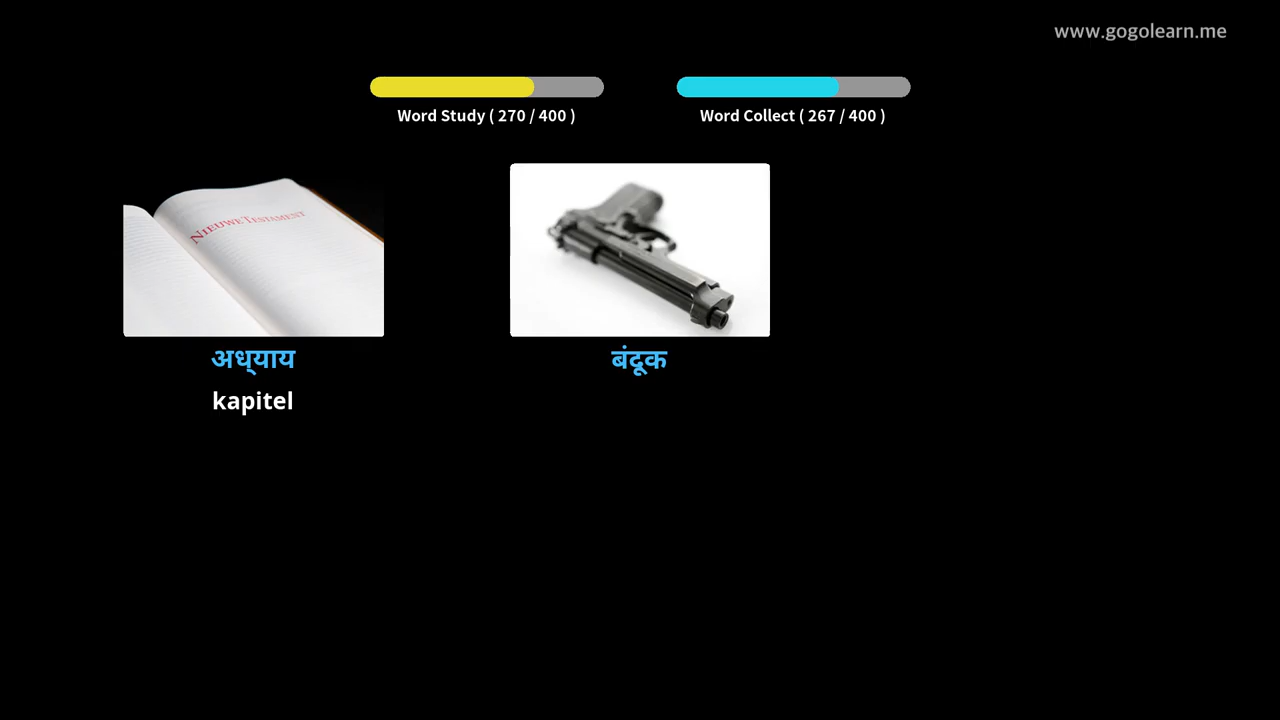 www.gogolearn.me
Word Study ( 270 / 400 )
Word Collect ( 267 / 400 )
NIEUWE TESTAMENT
अध्याय
kapitel
बंदूक